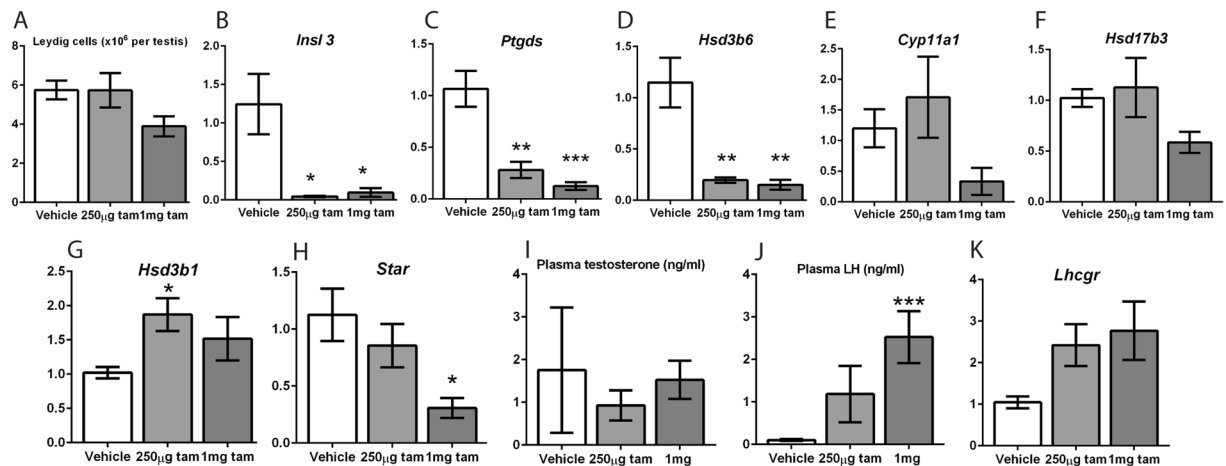 A
Leydig cells (x10⁶ per testis)
8
6
4
2
0
Vehicle 250μg tam 1mg tam
B
Insl 3
2.0
1.5
1.0
0.5
0.0
*
*
Vehicle 250μg tam 1mg tam
C
Ptgds
1.5
1.0
0.5
0.0
**
***
Vehicle 250μg tam 1mg tam
D
Hsd3b6
1.5
1.0
0.5
0.0
**
**
Vehicle 250μg tam 1mg tam
E
Cyp11a1
2.5
2.0
1.5
1.0
0.5
0.0
Vehicle 250μg tam 1mg tam
F
Hsd17b3
1.5
1.0
0.5
0.0
Vehicle 250μg tam 1mg tam
G
Hsd3b1
2.5
2.0
1.5
1.0
0.5
0.0
*
Vehicle 250μg tam 1mg tam
H
Star
1.5
1.0
0.5
0.0
*
Vehicle 250μg tam 1mg tam
I
Plasma testosterone (ng/ml)
4
3
2
1
0
Vehicle 250μg tam 1mg
J
Plasma LH (ng/ml)
4
3
2
1
0
***
Vehicle 250μg tam 1mg
K
Lhcgr
4
3
2
1
0
Vehicle 250μg tam 1mg tam